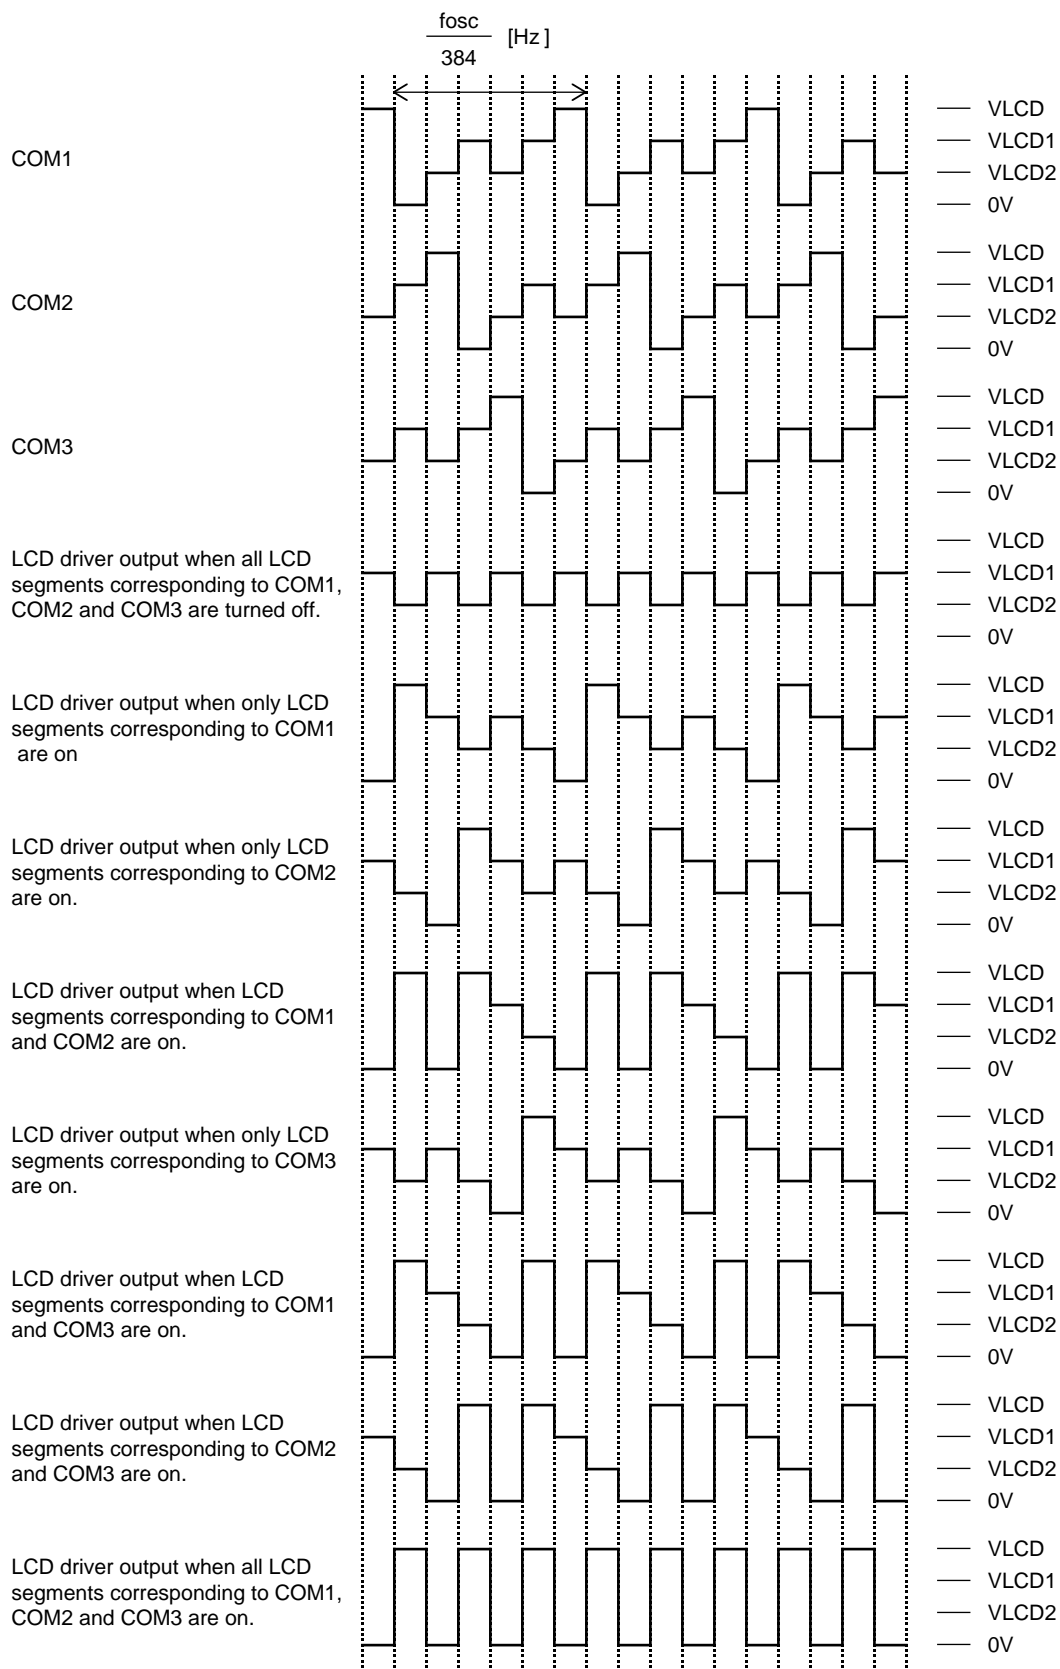 fosc
[Hz]
384
COM1
VLCD
VLCD1
VLCD2
0V
COM2
VLCD
VLCD1
VLCD2
0V
COM3
VLCD
VLCD1
VLCD2
0V
LCD driver output when all LCD
segments corresponding to COM1,
COM2 and COM3 are turned off.
VLCD
VLCD1
VLCD2
0V
LCD driver output when only LCD
segments corresponding to COM1
are on
VLCD
VLCD1
VLCD2
0V
LCD driver output when only LCD
segments corresponding to COM2
are on.
VLCD
VLCD1
VLCD2
0V
LCD driver output when LCD
segments corresponding to COM1
and COM2 are on.
VLCD
VLCD1
VLCD2
0V
LCD driver output when only LCD
segments corresponding to COM3
are on.
VLCD
VLCD1
VLCD2
0V
LCD driver output when LCD
segments corresponding to COM1
and COM3 are on.
VLCD
VLCD1
VLCD2
0V
LCD driver output when LCD
segments corresponding to COM2
and COM3 are on.
VLCD
VLCD1
VLCD2
0V
LCD driver output when all LCD
segments corresponding to COM1,
COM2 and COM3 are on.
VLCD
VLCD1
VLCD2
0V